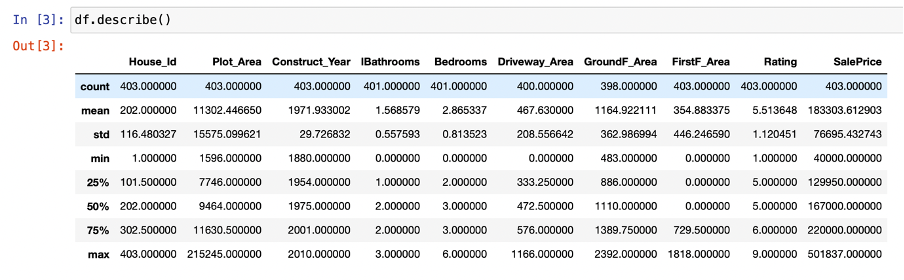 In [3]: df.describe()
Out[3]:
House_Id Plot_Area Construct_Year lBathrooms Bedrooms Driveway_Area GroundF_Area FirstF_Area Rating SalePrice
count 403.000000 403.000000 403.000000 401.000000 401.000000 400.000000 398.000000 403.000000 403.000000 403.000000
mean 202.000000 11302.446650 1971.933002 1.568579 2.865337 467.630000 1164.922111 354.883375 5.513648 183303.612903
std 116.480327 15575.099621 29.726832 0.557593 0.813523 208.556642 362.986994 446.246590 1.120451 76695.432743
min 1.000000 1596.000000 1880.000000 0.000000 0.000000 0.000000 483.000000 0.000000 1.000000 40000.000000
25% 101.500000 7746.000000 1954.000000 1.000000 2.000000 333.250000 886.000000 0.000000 5.000000 129950.000000
50% 202.000000 9464.000000 1975.000000 2.000000 3.000000 472.500000 1110.000000 0.000000 5.000000 167000.000000
75% 302.500000 11630.500000 2001.000000 2.000000 3.000000 576.000000 1389.750000 729.500000 6.000000 220000.000000
max 403.000000 215245.000000 2010.000000 3.000000 6.000000 1166.000000 2392.000000 1818.000000 9.000000 501837.000000